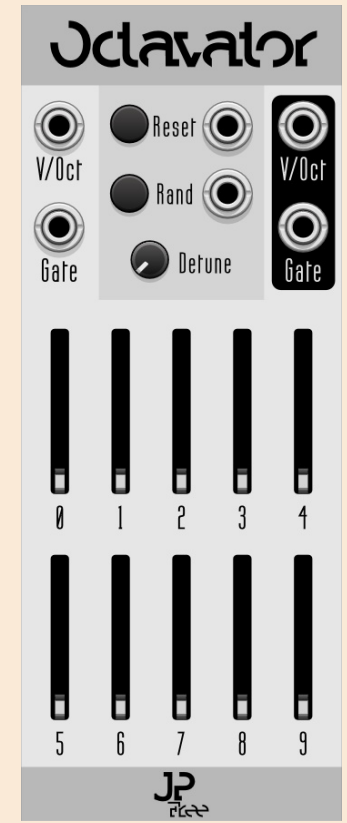 Octavator
Reset
V/Oct
V/Oct
Rand
Gate
Detune
Gate
0 1 2 3 4
5 6 7 8 9
JP